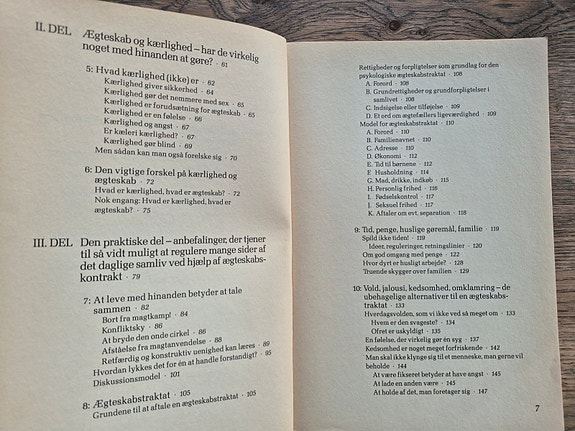 II. DEL Ægteskab og kærlighed – har de virkelig
noget med hinanden at gøre? · 61
5: Hvad kærlighed (ikke) er · 62
Kærlighed giver sikkerhed · 64
Kærlighed gør det nemmere med sex · 65
Kærlighed er forudsætning for ægteskab · 65
Kærlighed er en følelse · 66
Kærlighed og angst · 67
Er kæleri kærlighed? · 67
Kærlighed gør blind · 69
Men sådan kan man også forelske sig · 70
6: Den vigtige forskel på kærlighed og
ægteskab · 72
Hvad er kærlighed, hvad er ægteskab? · 72
Nok engang: Hvad er kærlighed, hvad er
ægteskab? · 75
III. DEL Den praktiske del – anbefalinger, der tjener
til så vidt muligt at regulere mange sider af
det daglige samliv ved hjælp af ægteskabs-
kontrakt · 79
7: At leve med hinanden betyder at tale
sammen · 82
Bort fra magtkampl · 84
Konfliktsky · 86
At bryde den onde cirkel · 86
Afståelse fra magtanvendelse · 88
Retfærdig og konstruktiv uenighed kan læres · 89
Hvordan lykkes det for én at handle forstandigt? · 95
Diskussionsmodel · 101
8: Ægteskabstraktat · 105
Grundene til at aftale en ægteskabstraktat · 105
Rettigheder og forpligtelser som grundlag for den
psykologiske ægteskabstraktat · 108
A. Forord · 108
B. Grundrettigheder og grundforpligtelser i
samlivet · 108
C. Indsigelse eller tilføjelse · 109
D. Et ord om ægtefællers ligeværdighed · 109
Model for ægteskabstraktat · 110
A. Forord · 110
B. Familienavnet · 110
C. Adresse · 110
D. Økonomi · 112
E. Tid til børnene · 112
F. Husholdning · 114
G. Mad, drikke, indkøb · 118
H. Personlig frihed · 118
I. Fødselskontrol · 118
J. Seksuel frihed · 118
K. Aftaler om evt. separation · 118
9: Tid, penge, huslige gøremål, familie · 119
Spild ikke tiden! · 119
Ideer, reguleringer, retningslinier · 120
Om god omgang med penge · 122
Hvor dyrt er husligt arbejde? · 128
Truende skygger over familien · 129
10: Vold, jalousi, kedsomhed, omklamring – de
ubehagelige alternativer til en ægteskabs-
traktat · 133
Hverdagsvolden, som vi ikke vil se meget om · 133
Hvem er den svageste? · 134
Ofret er uskyldigt · 134
En følelse, der virkelig gør én syg · 137
Kedsomhed er noget meget forfriskende · 141
Man skal ikke klynge sig til et menneske, man gerne vil
beholde · 144
At være fikseret betyder at have angst · 145
At lade en anden være · 145
At holde af det, man foretager sig · 147
7